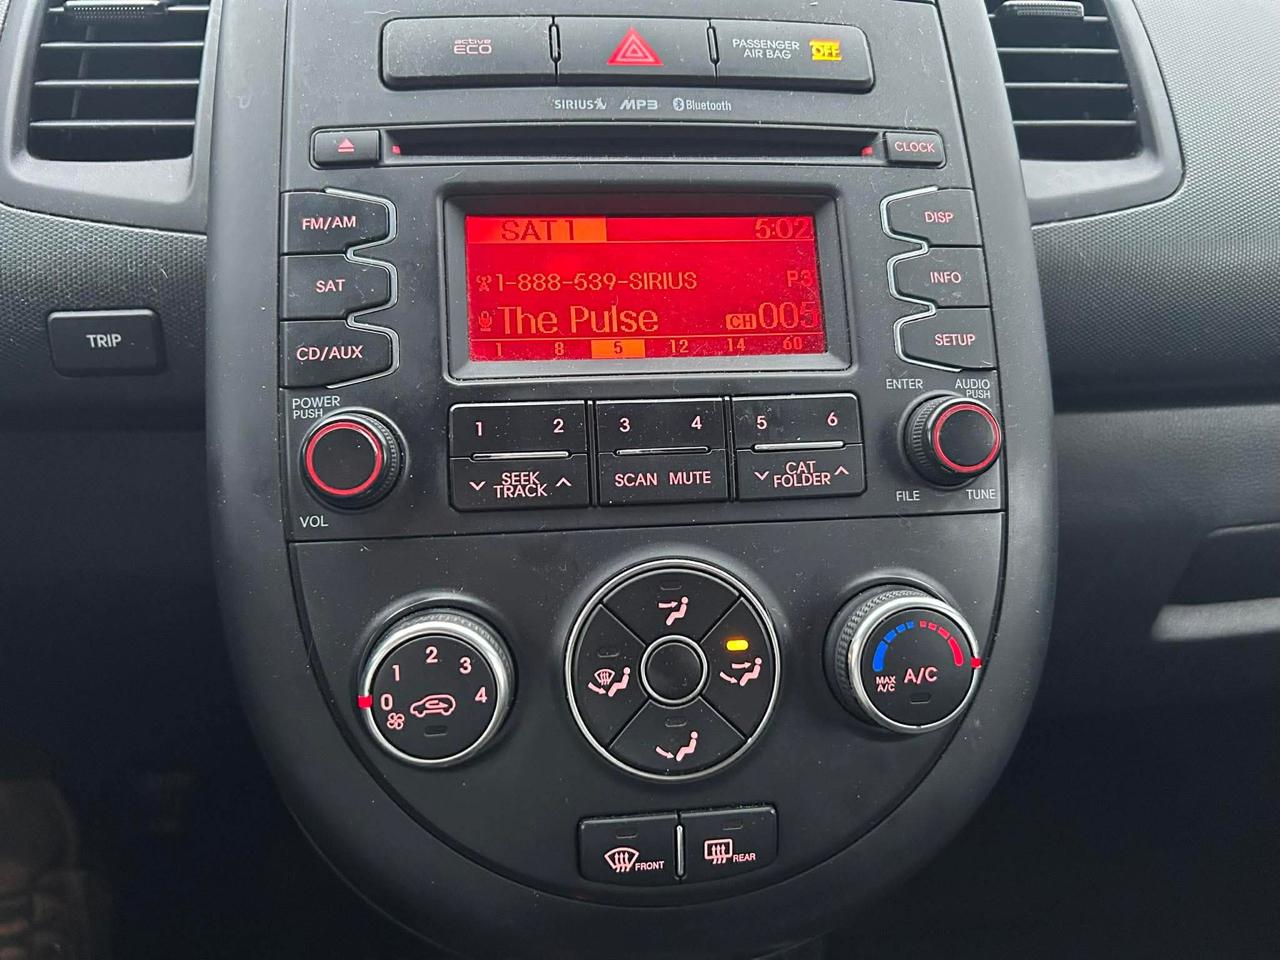 active
ECO
PASSENGER
AIR BAG OFF
SIRIUS MP3 Bluetooth
CLOCK
FM/AM
SAT
CD/AUX
SAT1 5:02
1-888-539-SIRIUS P3
The Pulse CH 005
1 8 5 12 14 60
DISP
INFO
SETUP
TRIP
POWER
PUSH
VOL
ENTER AUDIO
PUSH
FILE TUNE
1 2 3 4 5 6
SEEK
TRACK
SCAN MUTE
CAT
FOLDER
0 1 2 3 4
MAX
A/C
A/C
FRONT
REAR